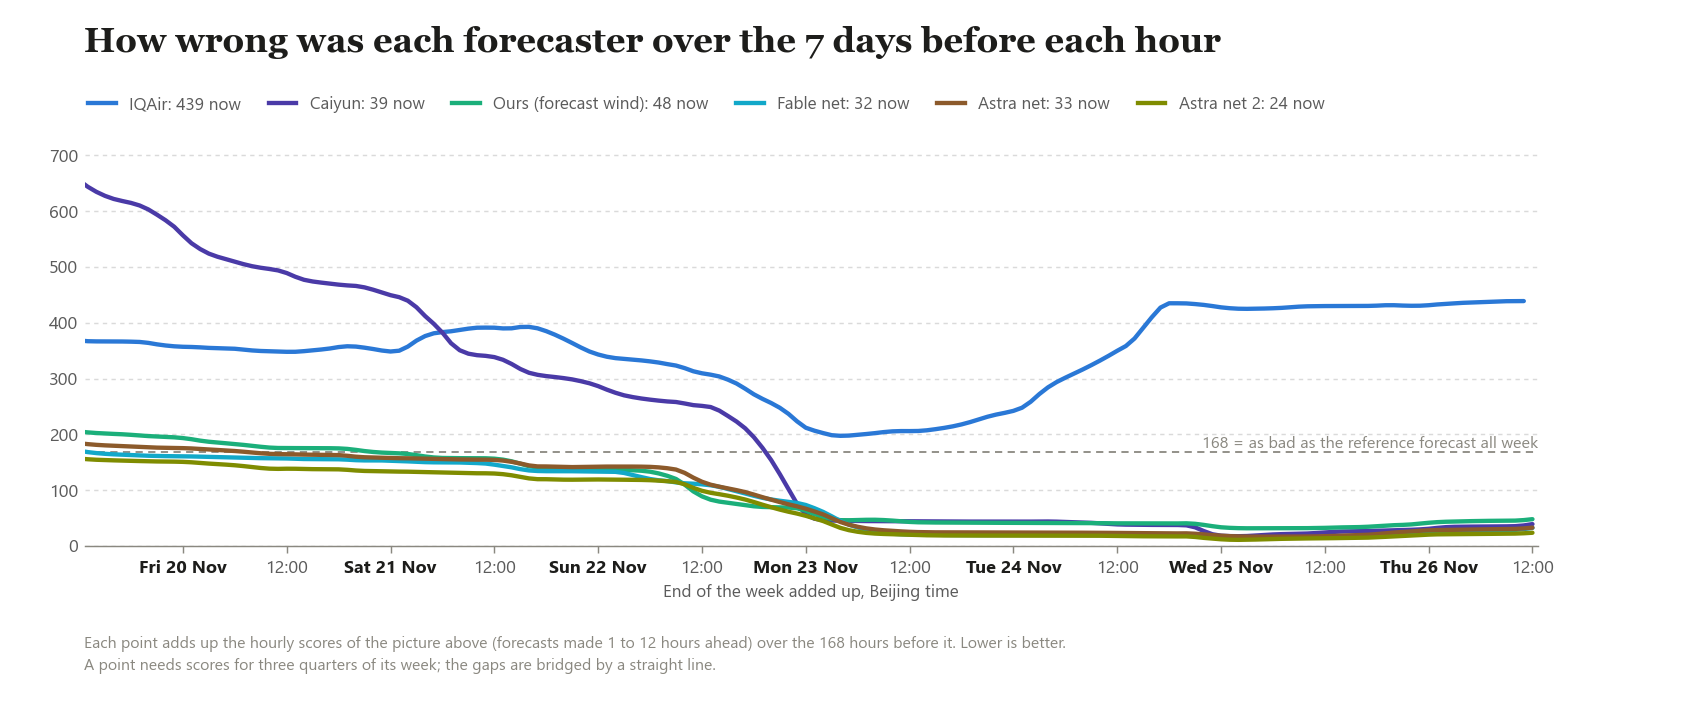 How wrong was each forecaster over the 7 days before each hour
IQAir: 439 now Caiyun: 39 now Ours (forecast wind): 48 now Fable net: 32 now Astra net: 33 now Astra net 2: 24 now
700
600
500
400
300
200
168 = as bad as the reference forecast all week
100
0
Fri 20 Nov 12:00 Sat 21 Nov 12:00 Sun 22 Nov 12:00 Mon 23 Nov 12:00 Tue 24 Nov 12:00 Wed 25 Nov 12:00 Thu 26 Nov 12:00
End of the week added up, Beijing time
Each point adds up the hourly scores of the picture above (forecasts made 1 to 12 hours ahead) over the 168 hours before it. Lower is better.
A point needs scores for three quarters of its week; the gaps are bridged by a straight line.